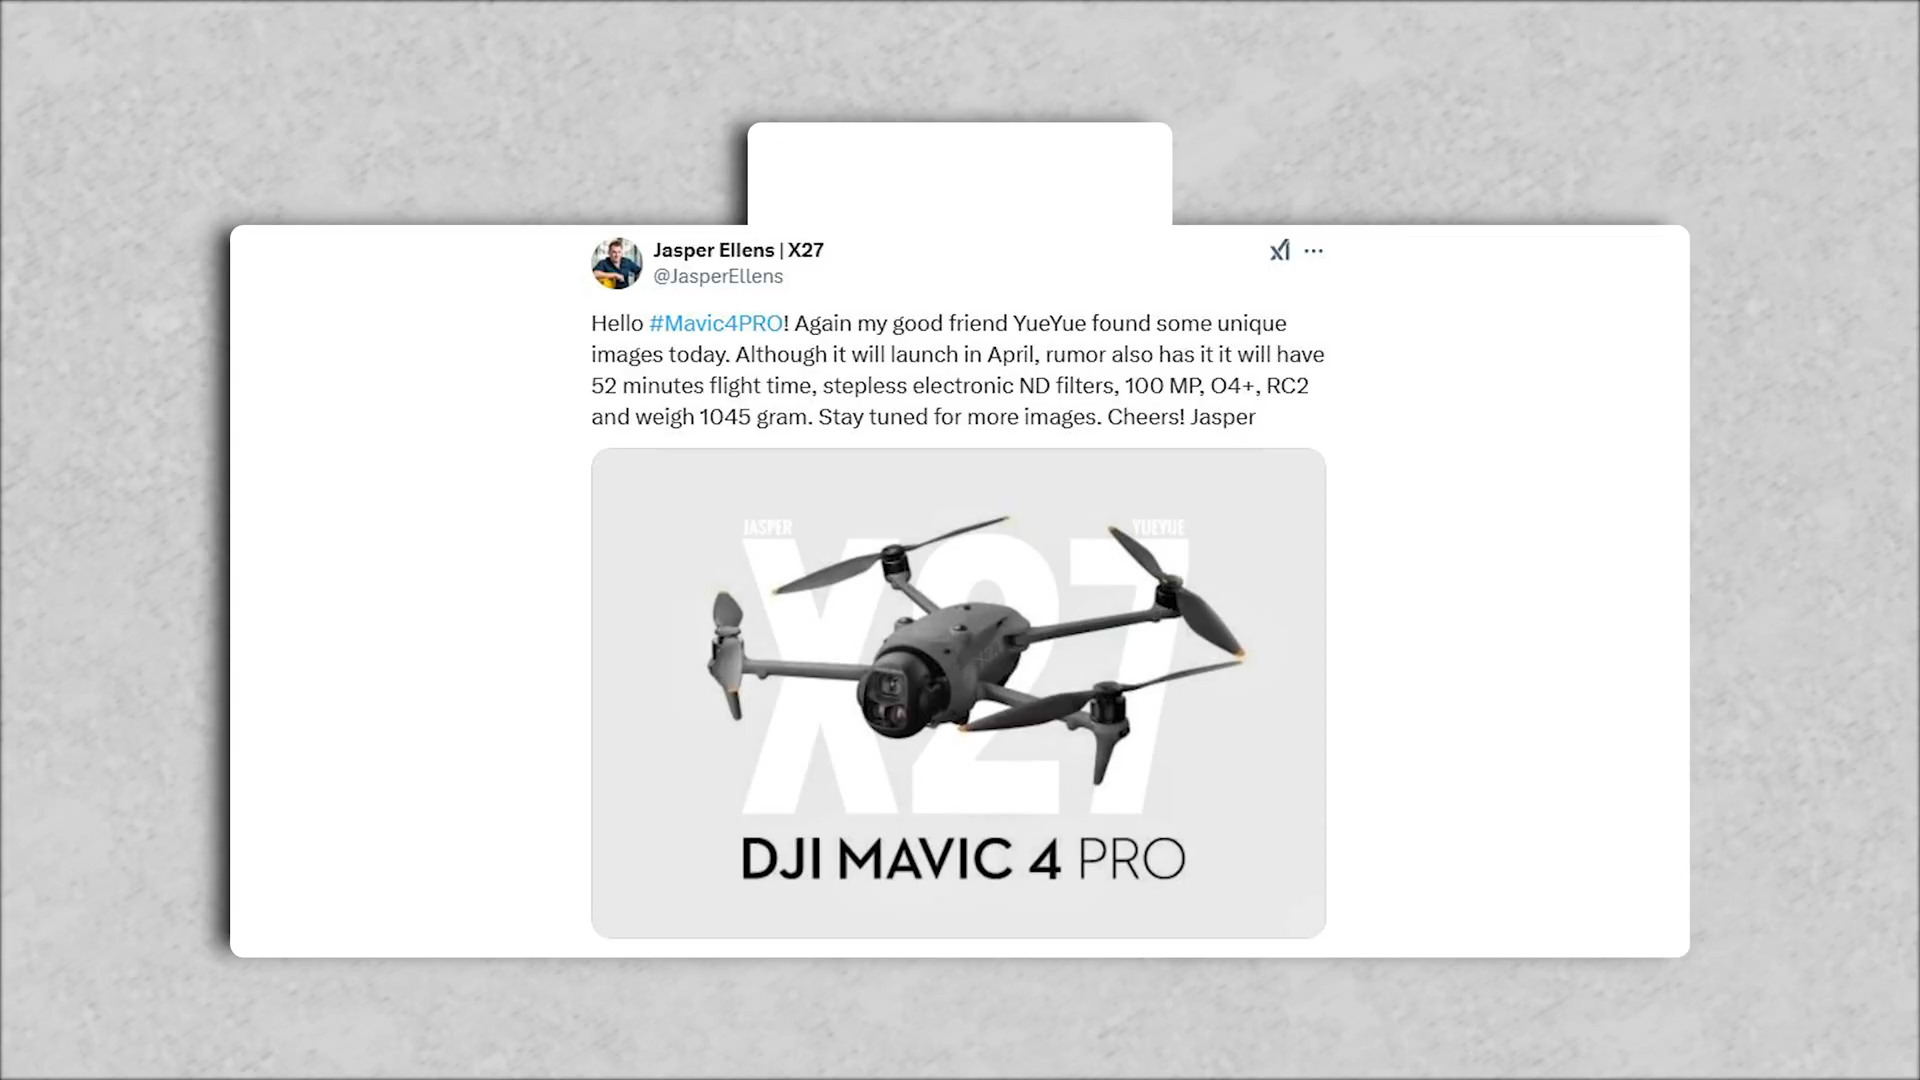 Jasper Ellens | X27
@JasperEllens
Hello #Mavic4PRO! Again my good friend YueYue found some unique
images today. Although it will launch in April, rumor also has it it will have
52 minutes flight time, stepless electronic ND filters, 100 MP, O4+, RC2
and weigh 1045 gram. Stay tuned for more images. Cheers! Jasper
JASPER
YUEYUE
X27
DJI MAVIC 4 PRO